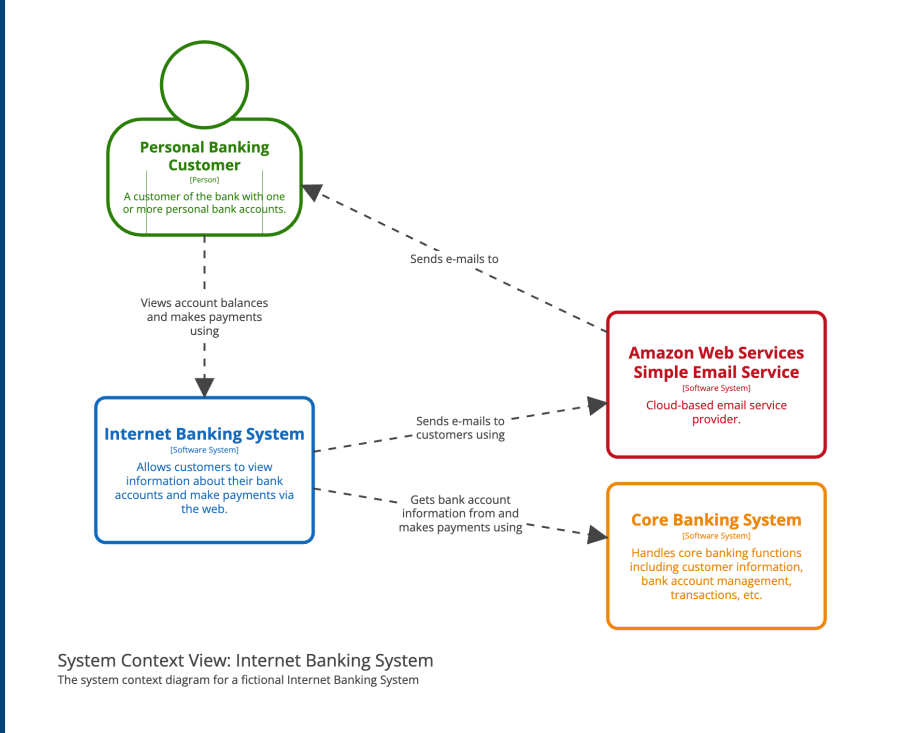 Personal Banking
Customer
[Person]
A customer of the bank with one
or more personal bank accounts.
Sends e-mails to
Views account balances
and makes payments
using
Amazon Web Services
Simple Email Service
[Software System]
Cloud-based email service
provider.
Internet Banking System
[Software System]
Allows customers to view
information about their bank
accounts and make payments via
the web.
Sends e-mails to
customers using
Gets bank account
information from and
makes payments using
Core Banking System
[Software System]
Handles core banking functions
including customer information,
bank account management,
transactions, etc.
System Context View: Internet Banking System
The system context diagram for a fictional Internet Banking System